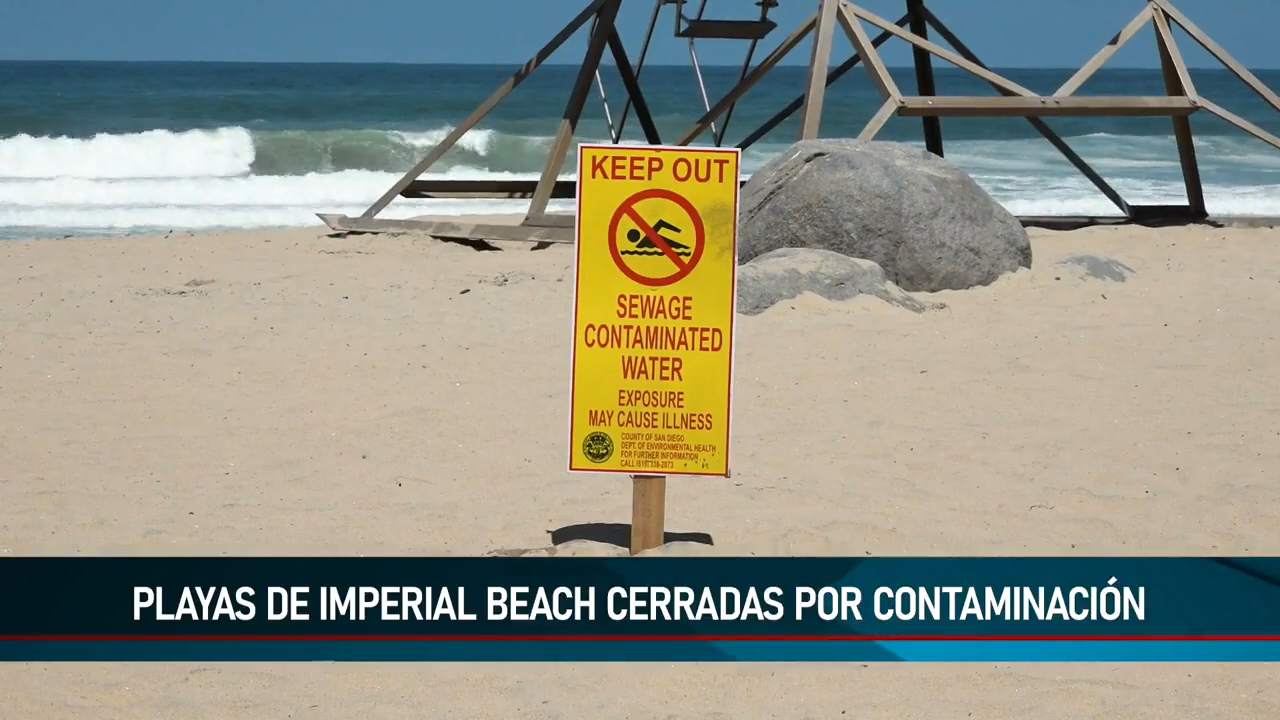 KEEP OUT
SEWAGE
CONTAMINATED
WATER
EXPOSURE
MAY CAUSE ILLNESS
COUNTY OF SAN DIEGO
DEPT. OF ENVIRONMENTAL HEALTH
FOR FURTHER INFORMATION
CALL
PLAYAS DE IMPERIAL BEACH CERRADAS POR CONTAMINACIÓN